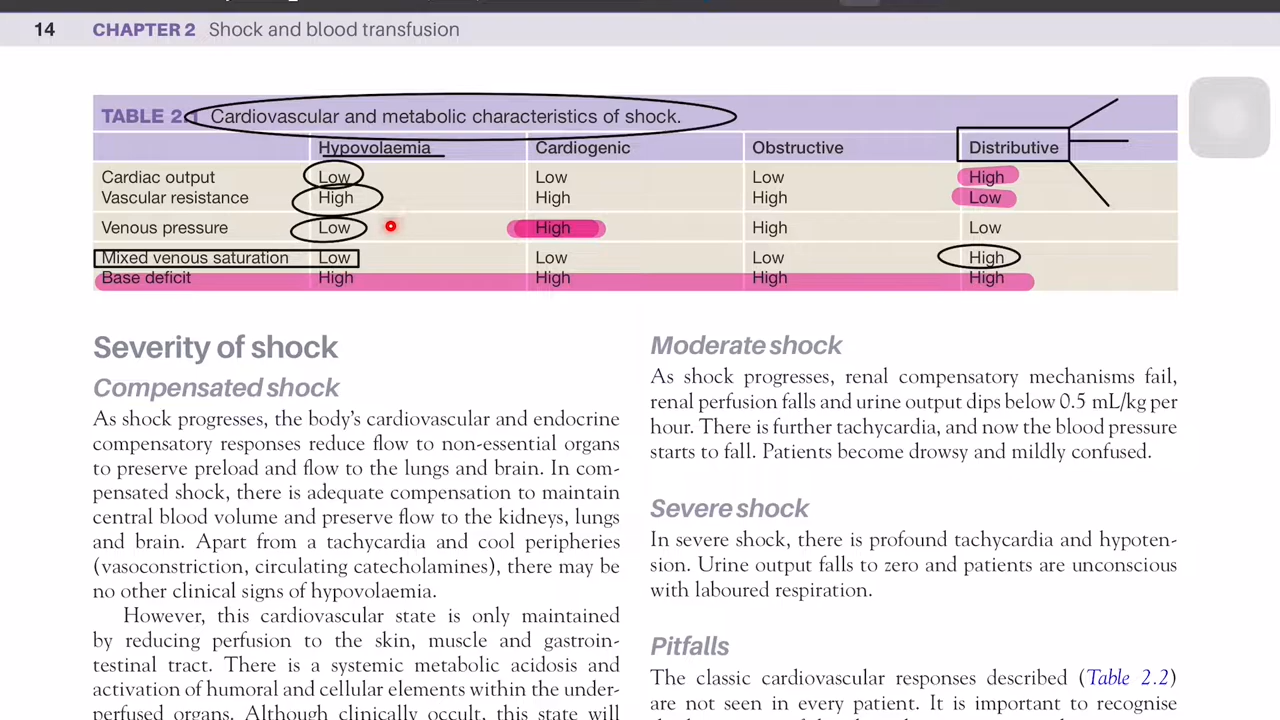 14 CHAPTER 2 Shock and blood transfusion
TABLE 2.1 Cardiovascular and metabolic characteristics of shock.
Hypovolaemia Cardiogenic Obstructive Distributive
Cardiac output Low Low Low High
Vascular resistance High High High Low
Venous pressure Low High High Low
Mixed venous saturation Low Low Low High
Base deficit High High High High
Severity of shock
Compensated shock
As shock progresses, the body’s cardiovascular and endocrine
compensatory responses reduce flow to non-essential organs
to preserve preload and flow to the lungs and brain. In com-
pensated shock, there is adequate compensation to maintain
central blood volume and preserve flow to the kidneys, lungs
and brain. Apart from a tachycardia and cool peripheries
(vasoconstriction, circulating catecholamines), there may be
no other clinical signs of hypovolaemia.
However, this cardiovascular state is only maintained
by reducing perfusion to the skin, muscle and gastroin-
testinal tract. There is a systemic metabolic acidosis and
activation of humoral and cellular elements within the under-
perfused organs. Although clinically occult, this state will
Moderate shock
As shock progresses, renal compensatory mechanisms fail,
renal perfusion falls and urine output dips below 0.5 mL/kg per
hour. There is further tachycardia, and now the blood pressure
starts to fall. Patients become drowsy and mildly confused.
Severe shock
In severe shock, there is profound tachycardia and hypoten-
sion. Urine output falls to zero and patients are unconscious
with laboured respiration.
Pitfalls
The classic cardiovascular responses described (Table 2.2)
are not seen in every patient. It is important to recognise